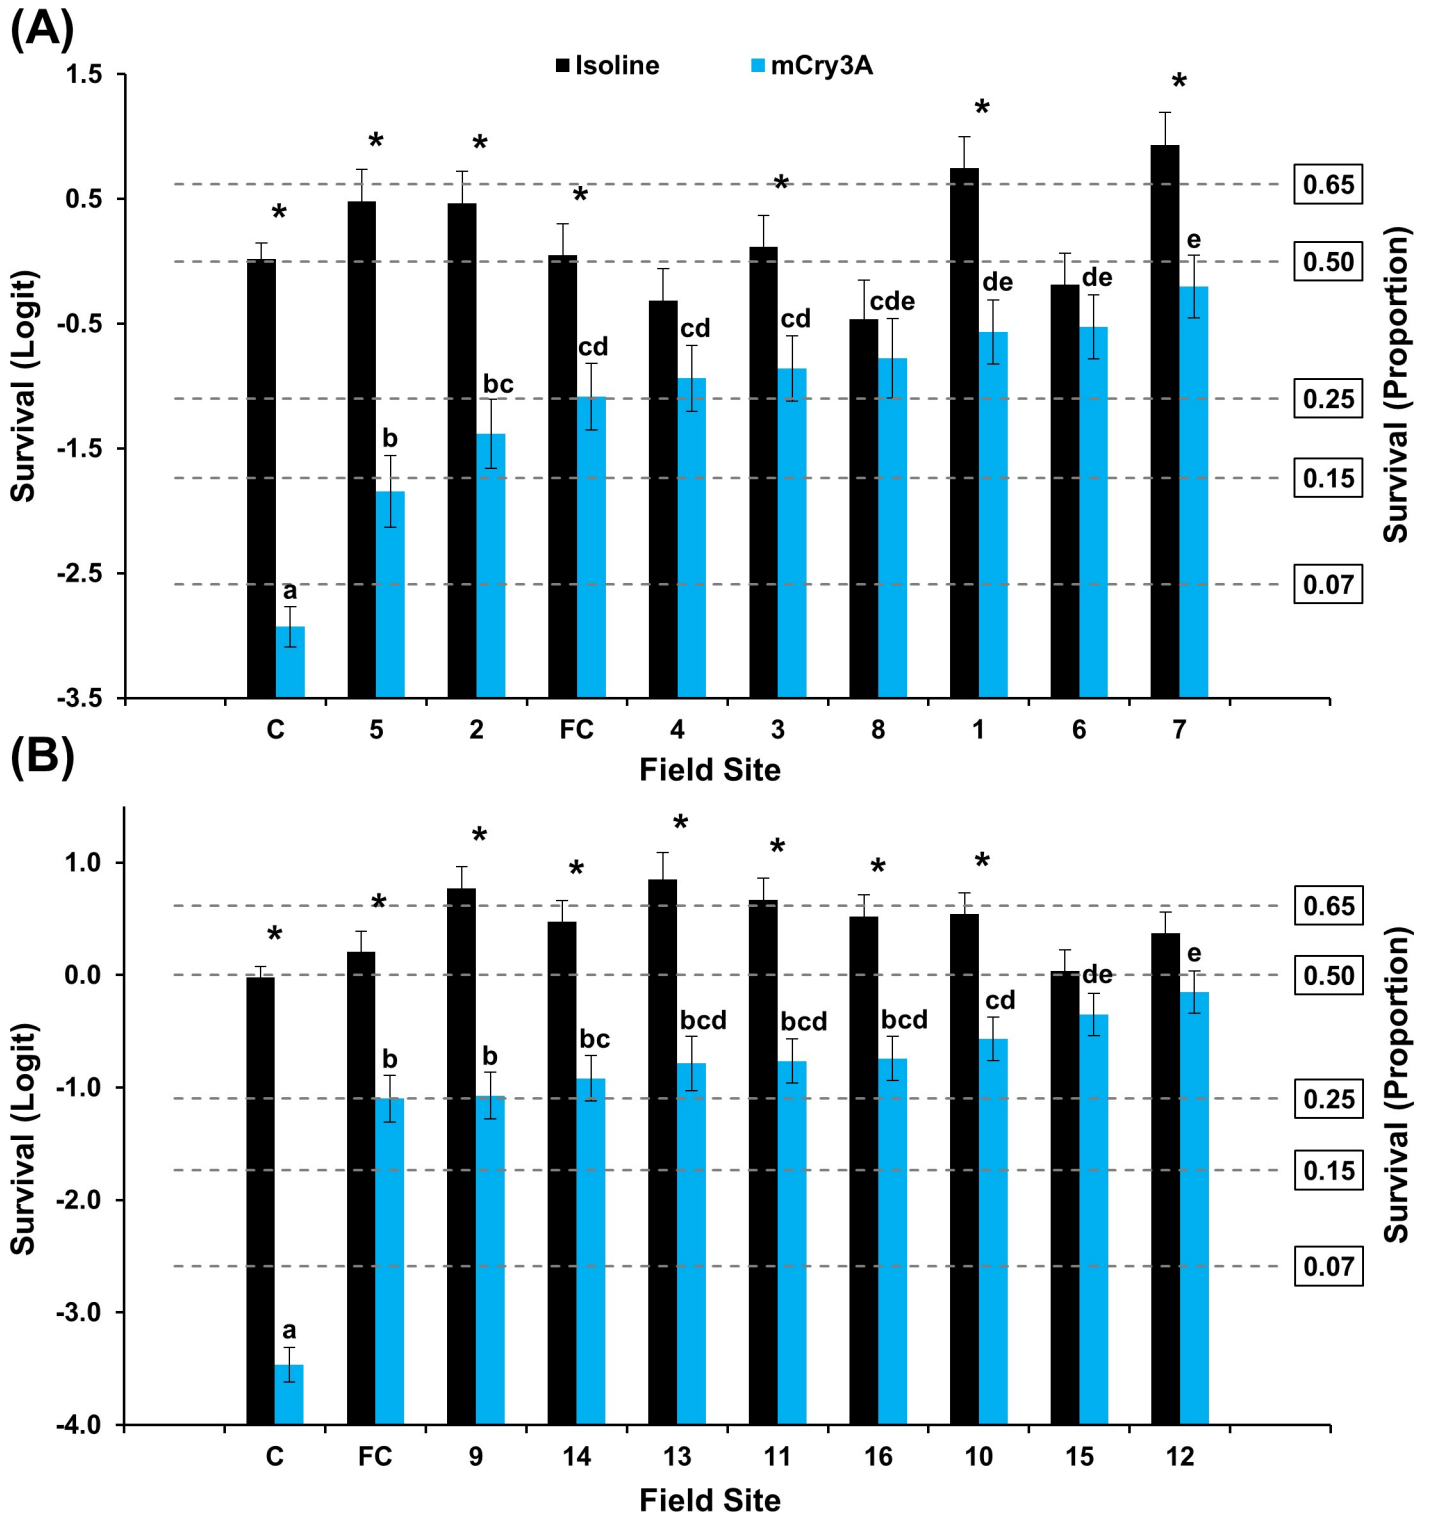 (A)
Isoline mCry3A
1.5
0.5
-0.5
-1.5
-2.5
-3.5
Survival (Logit)
* * * * * * *
a b bc cd cd cd cde de de e
0.65
0.50
0.25
0.15
0.07
Survival (Proportion)
C 5 2 FC 4 3 8 1 6 7
Field Site
(B)
1.0
0.0
-1.0
-2.0
-3.0
-4.0
Survival (Logit)
* * * * * * * *
a b b bc bcd bcd bcd cd de e
0.65
0.50
0.25
0.15
0.07
Survival (Proportion)
C FC 9 14 13 11 16 10 15 12
Field Site